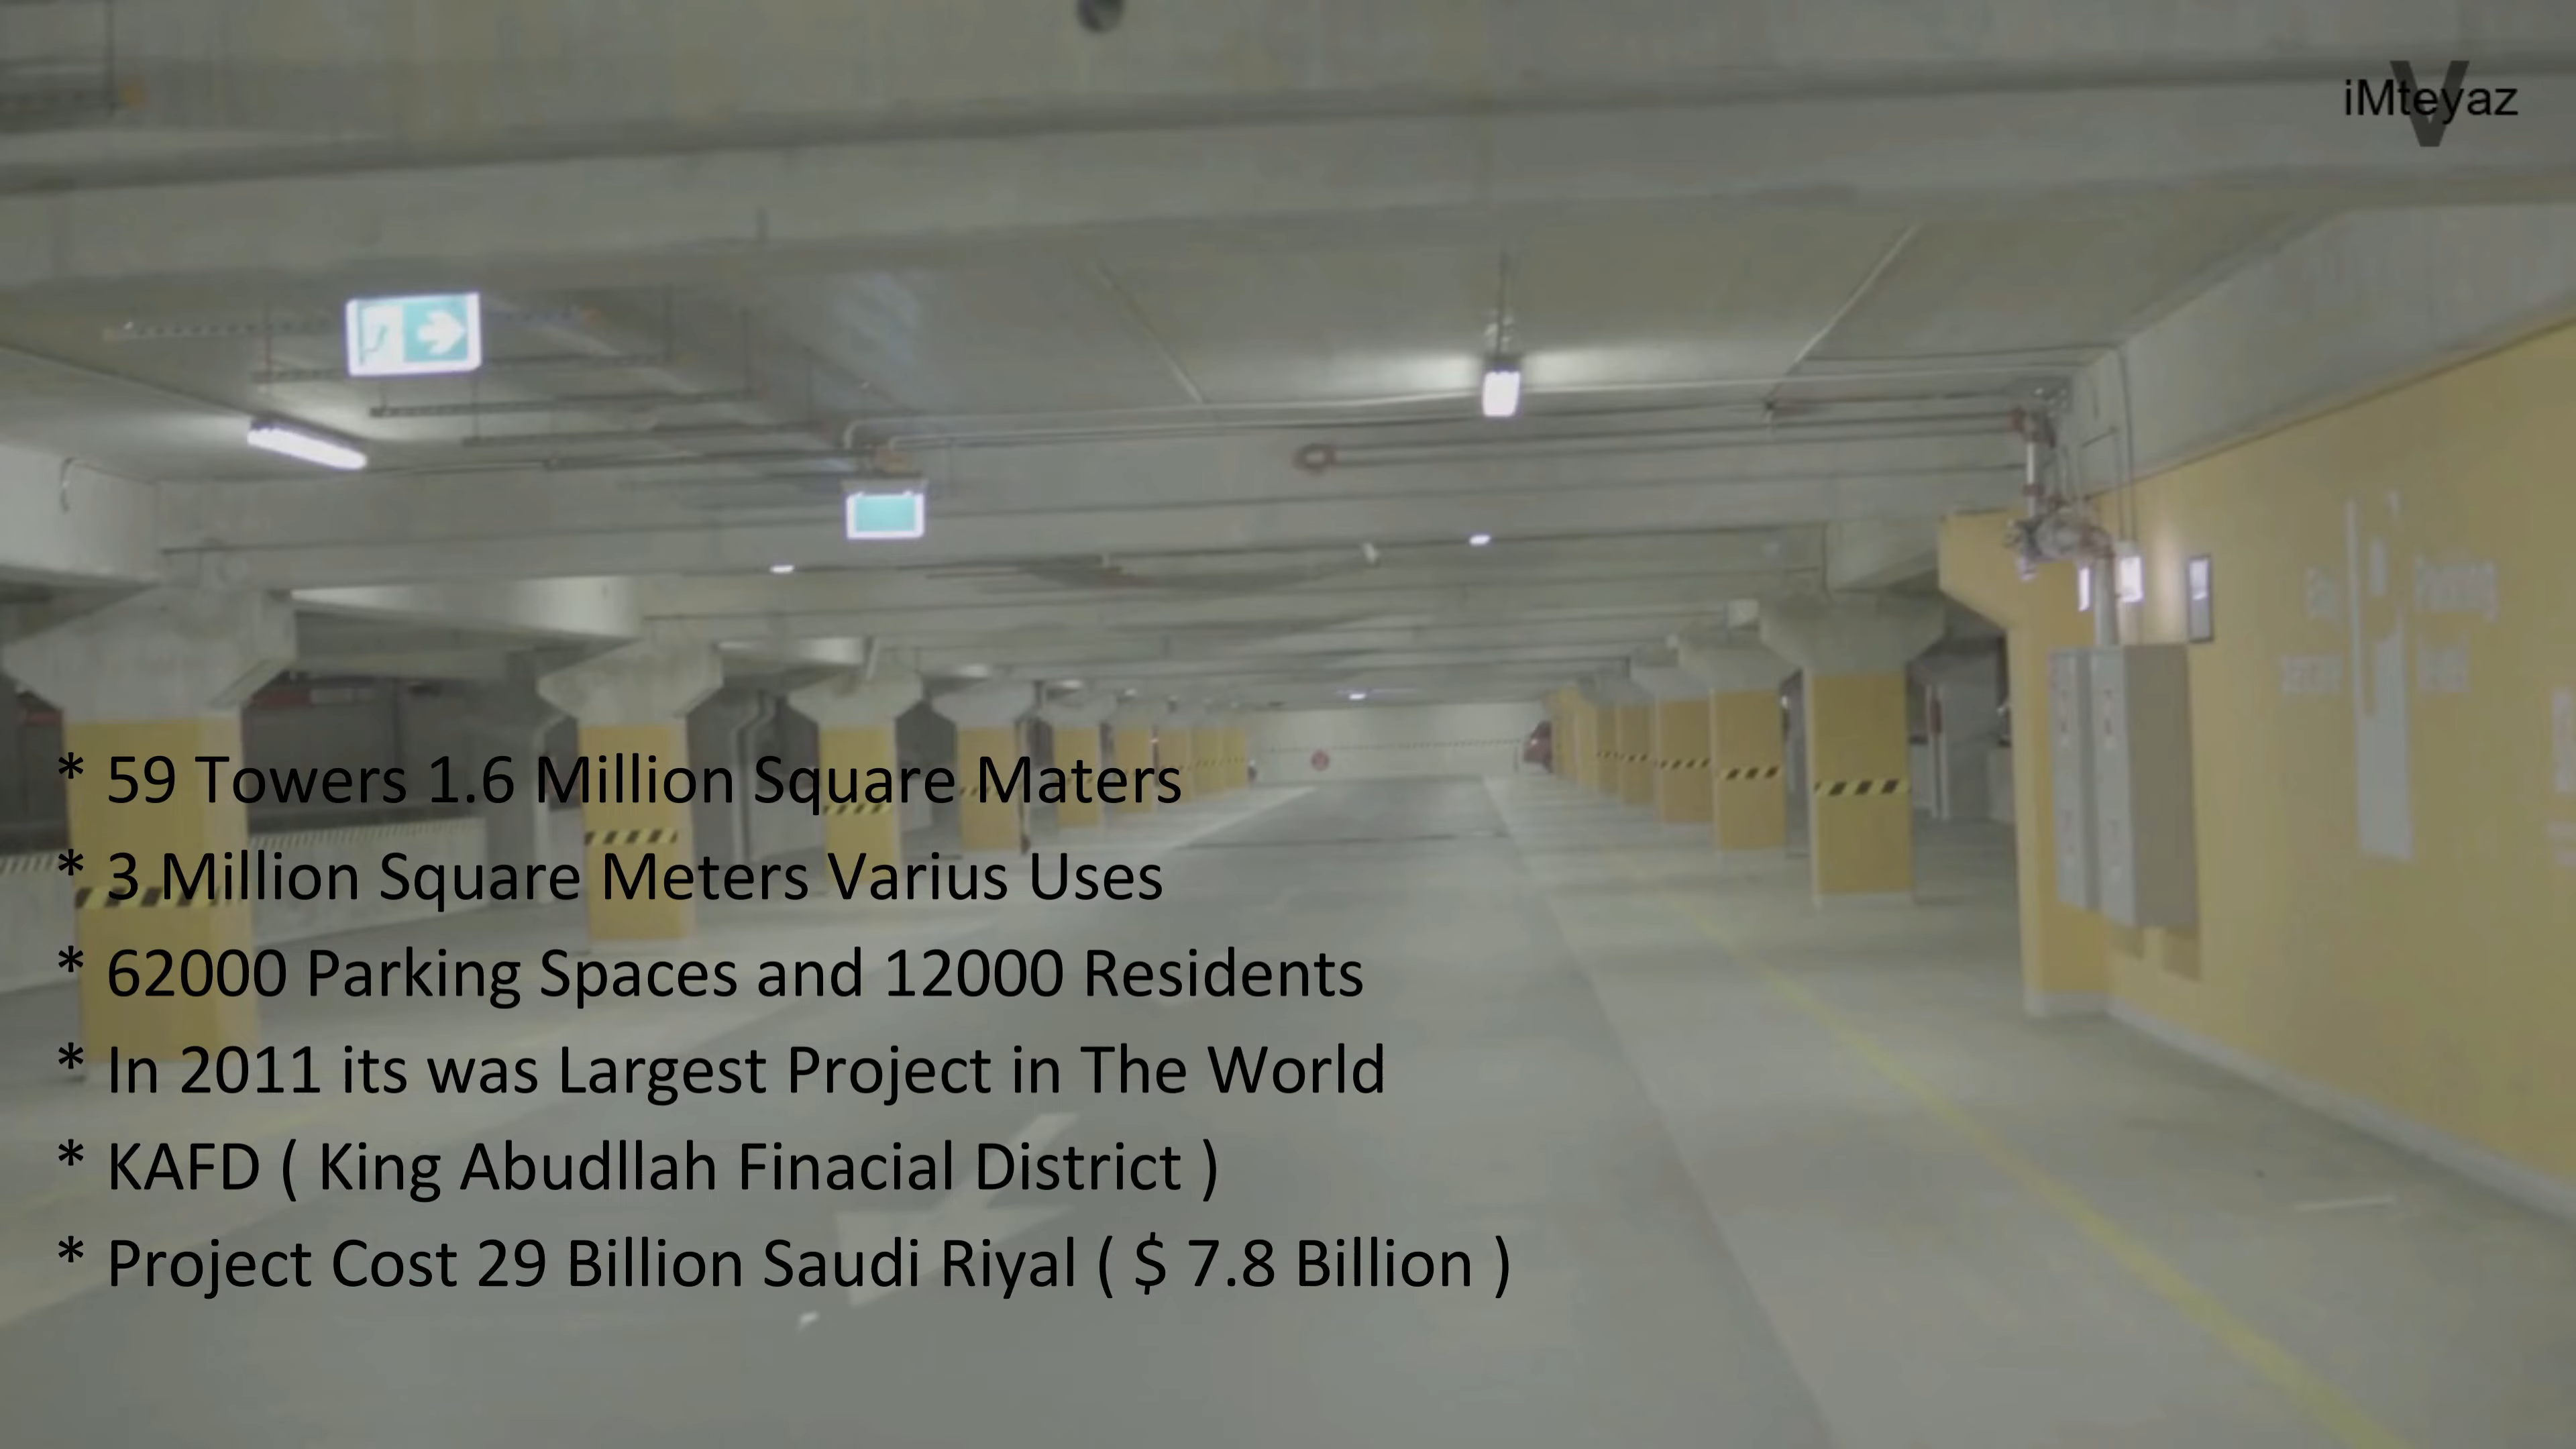 iMteyaz
V
* 59 Towers 1.6 Million Square Maters
* 3 Million Square Meters Varius Uses
* 62000 Parking Spaces and 12000 Residents
* In 2011 its was Largest Project in The World
* KAFD ( King Abudllah Finacial District )
* Project Cost 29 Billion Saudi Riyal ( $ 7.8 Billion )